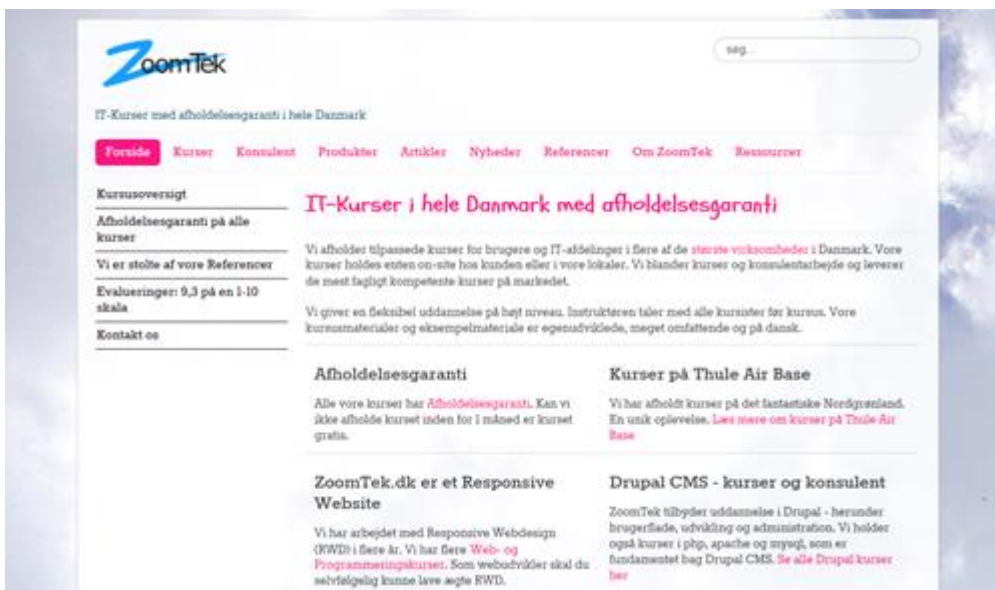 ZoomTek
søg...
IT-Kurser med afholdelsesgaranti i hele Danmark
Forside Kurser Konsulent Produkter Artikler Nyheder Referencer Om ZoomTek Ressourcer
Kursusoversigt
Afholdelsesgaranti på alle
kurser
Vi er stolte af vore Referencer
Evalueringer: 9,3 på en 1-10
skala
Kontakt os
IT-Kurser i hele Danmark med afholdelsesgaranti
Vi afholder tilpassede kurser for brugere og IT-afdelinger i flere af de største virksomheder i Danmark. Vore
kurser holdes enten on-site hos kunden eller i vore lokaler. Vi blander kurser og konsulentarbejde og leverer
de mest fagligt kompetente kurser på markedet.
Vi giver en fleksibel uddannelse på højt niveau. Instruktøren taler med alle kursister før kursus. Vore
kursusmaterialer og eksempelmateriale er egenudviklede, meget omfattende og på dansk.
Afholdelsesgaranti
Alle vore kurser har Afholdelsesgaranti. Kan vi
ikke afholde kurset inden for 1 måned er kurset
gratis.
Kurser på Thule Air Base
Vi har afholdt kurser på det fantastiske Nordgrønland.
En unik oplevelse. Læs mere om kurser på Thule Air
Base
ZoomTek.dk er et Responsive
Website
Vi har arbejdet med Responsive Webdesign
(RWD) i flere år. Vi har flere Web- og
Programmeringskurser. Som webudvikler skal du
selvfølgelig kunne lave ægte RWD.
Drupal CMS - kurser og konsulent
ZoomTek tilbyder uddannelse i Drupal - herunder
brugerflade, udvikling og administration. Vi holder
også kurser i php, apache og mysql, som er
fundamentet bag Drupal CMS. Se alle Drupal kurser
her